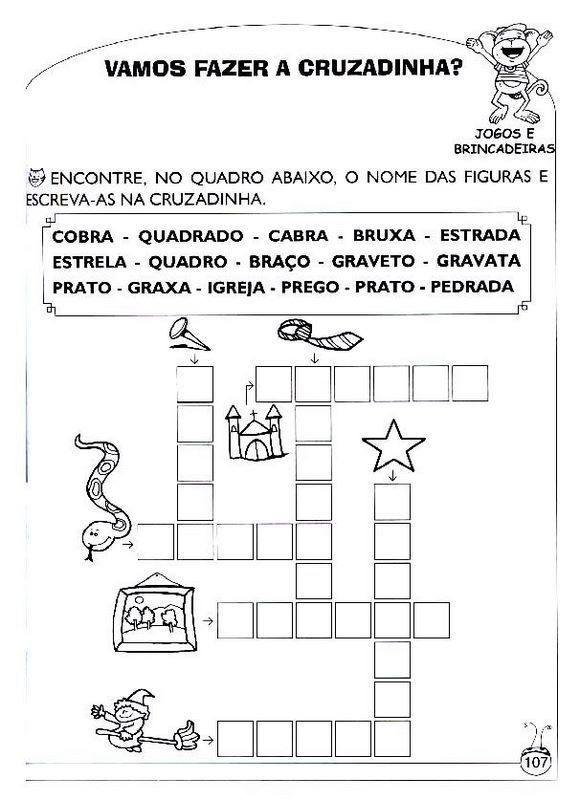 VAMOS FAZER A CRUZADINHA?
JOGOS E
BRINCADEIRAS
ENCONTRE, NO QUADRO ABAIXO, O NOME DAS FIGURAS E
ESCREVA-AS NA CRUZADINHA.
COBRA - QUADRADO - CABRA - BRUXA - ESTRADA
ESTRELA - QUADRO - BRAÇO - GRAVETO - GRAVATA
PRATO - GRAXA - IGREJA - PREGO - PRATO - PEDRADA
107